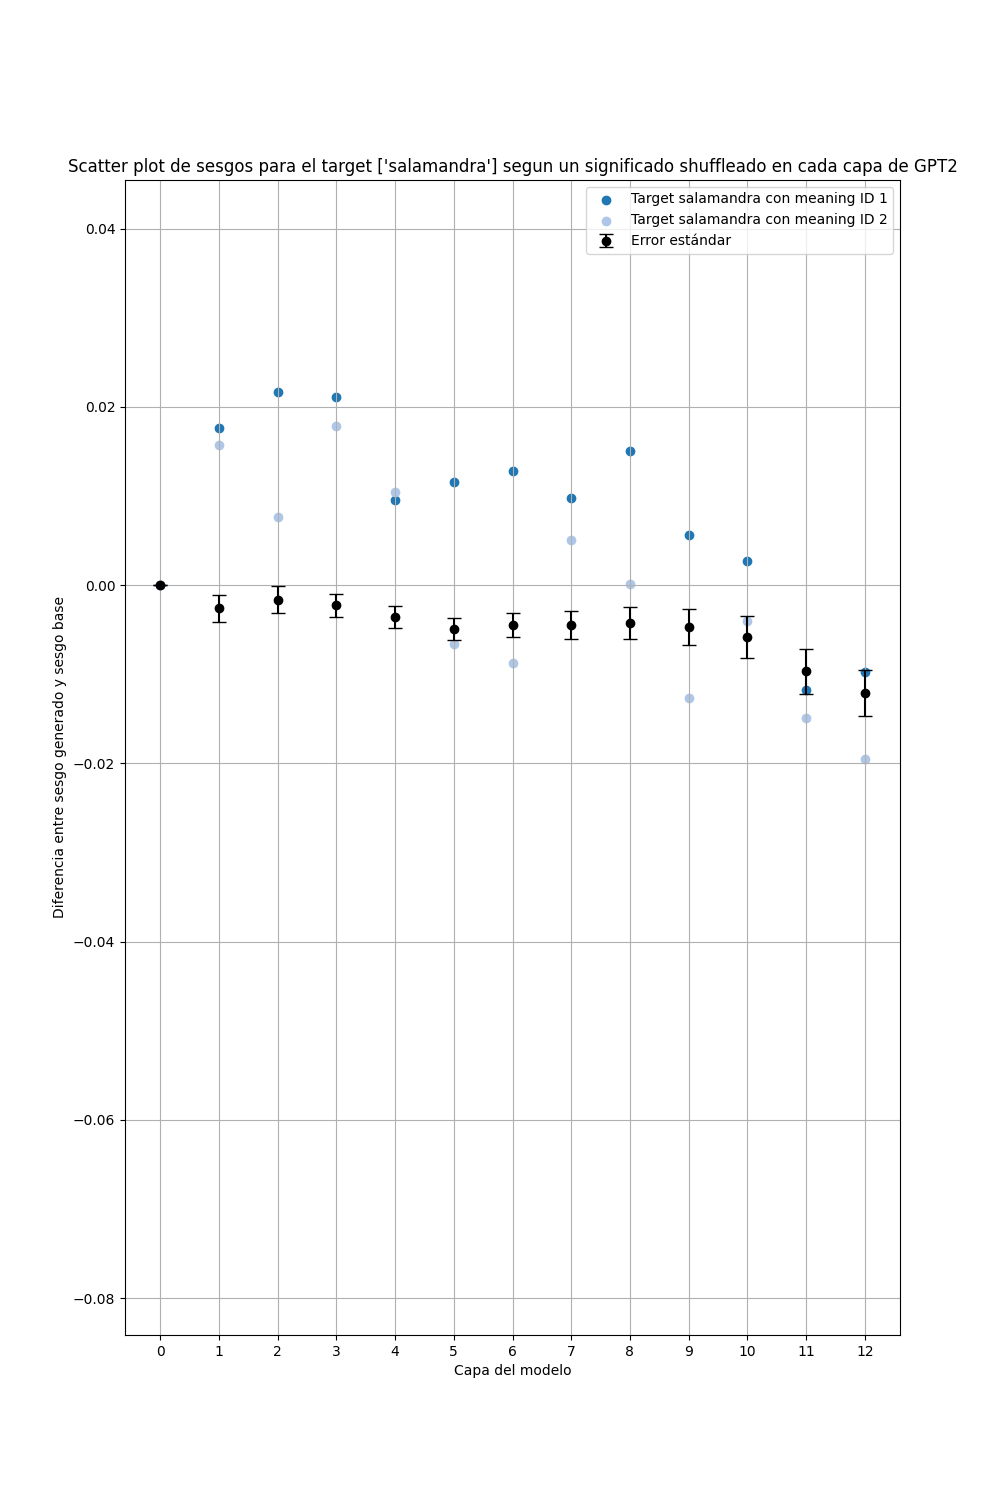 Scatter plot de sesgos para el target ['salamandra'] segun un significado shuffleado en cada capa de GPT2
Target salamandra con meaning ID 1
Target salamandra con meaning ID 2
Error estándar
0.04
0.02
0.00
−0.02
−0.04
−0.06
−0.08
Diferencia entre sesgo generado y sesgo base
0 1 2 3 4 5 6 7 8 9 10 11 12
Capa del modelo